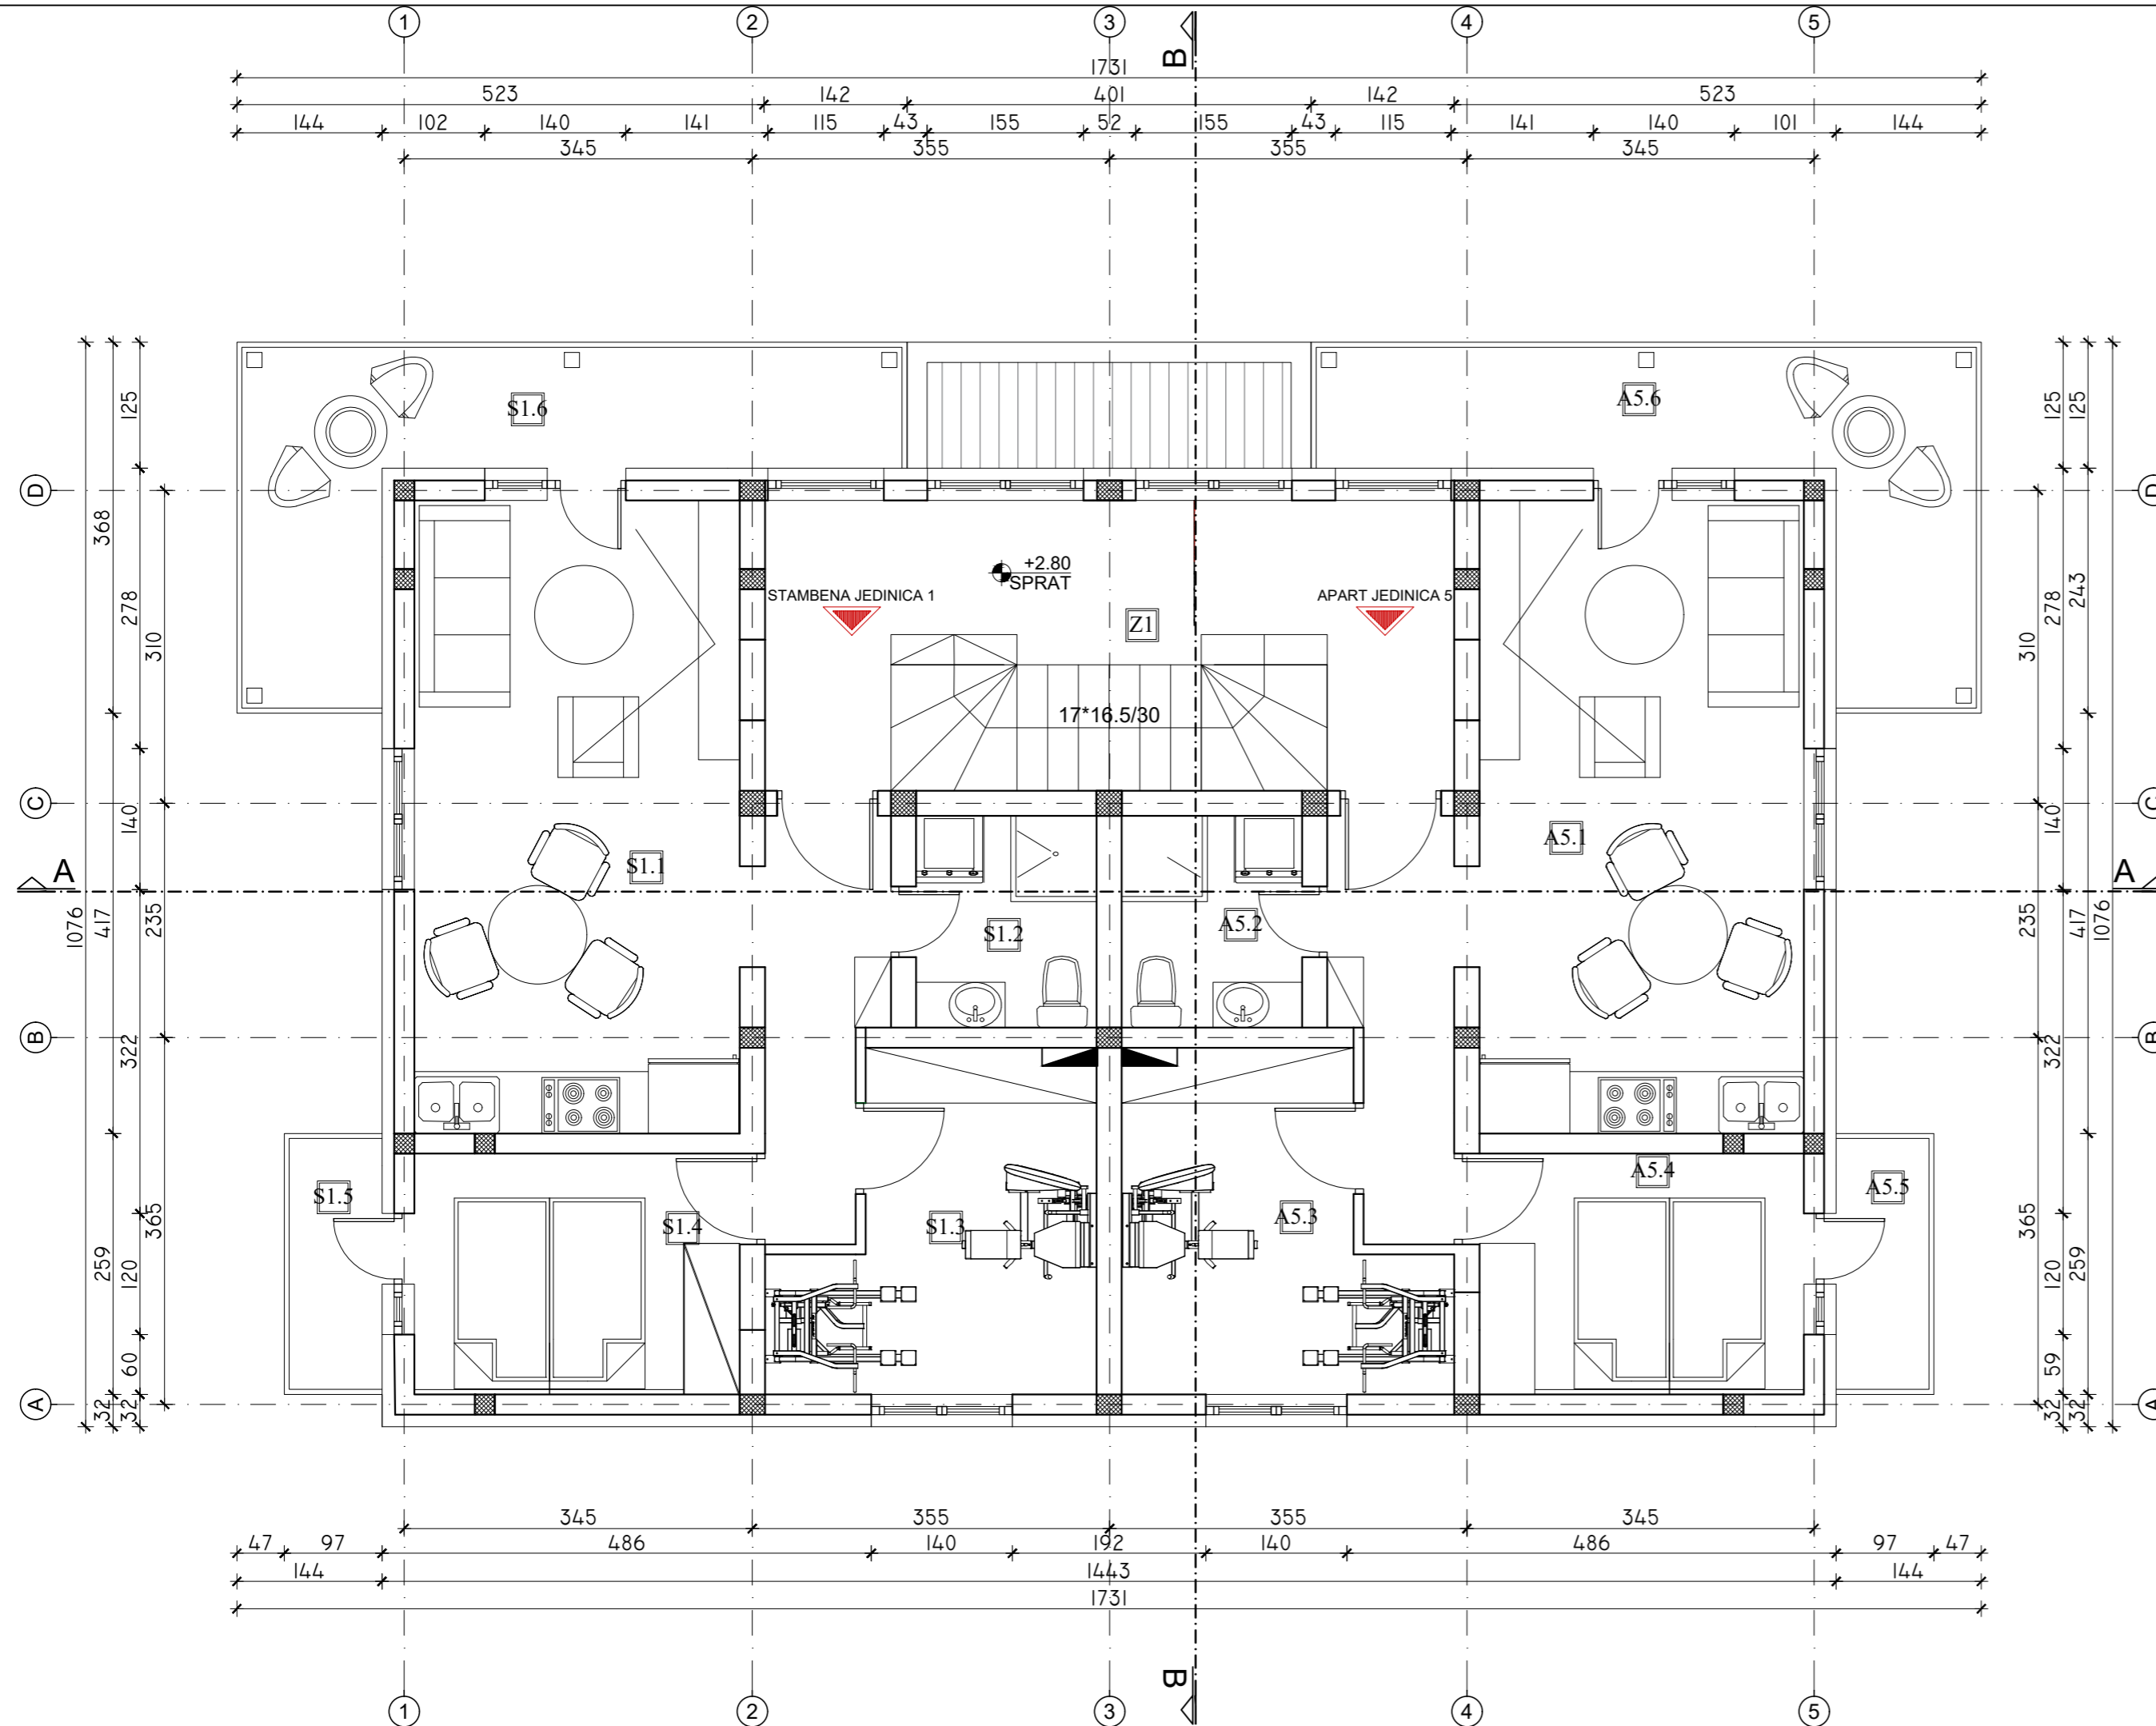 1 2 3 4 5
B
1731
523 142 401 142 523
144 102 140 141 115 43 155 52 155 43 115 141 140 101 144
345 355 355 345
S1.6 A5.6
125 125 125
D D
368
+2.80
SPRAT
STAMBENA JEDINICA 1 APART JEDINICA 5
Z1
278 310 310 278 243
17*16.5/30
C C
140 140
S1.1 A5.1
A A
1076 417 235 235 417 1076
S1.2 A5.2
B B
322 322
S1.5 S1.4 S1.3 A5.3 A5.4 A5.5
365 365
259 120 120 259
60 59
A A
32 32 32 32
345 355 355 345
47 97 486 140 192 140 486 97 47
144 1443 144
1731
B
1 2 3 4 5